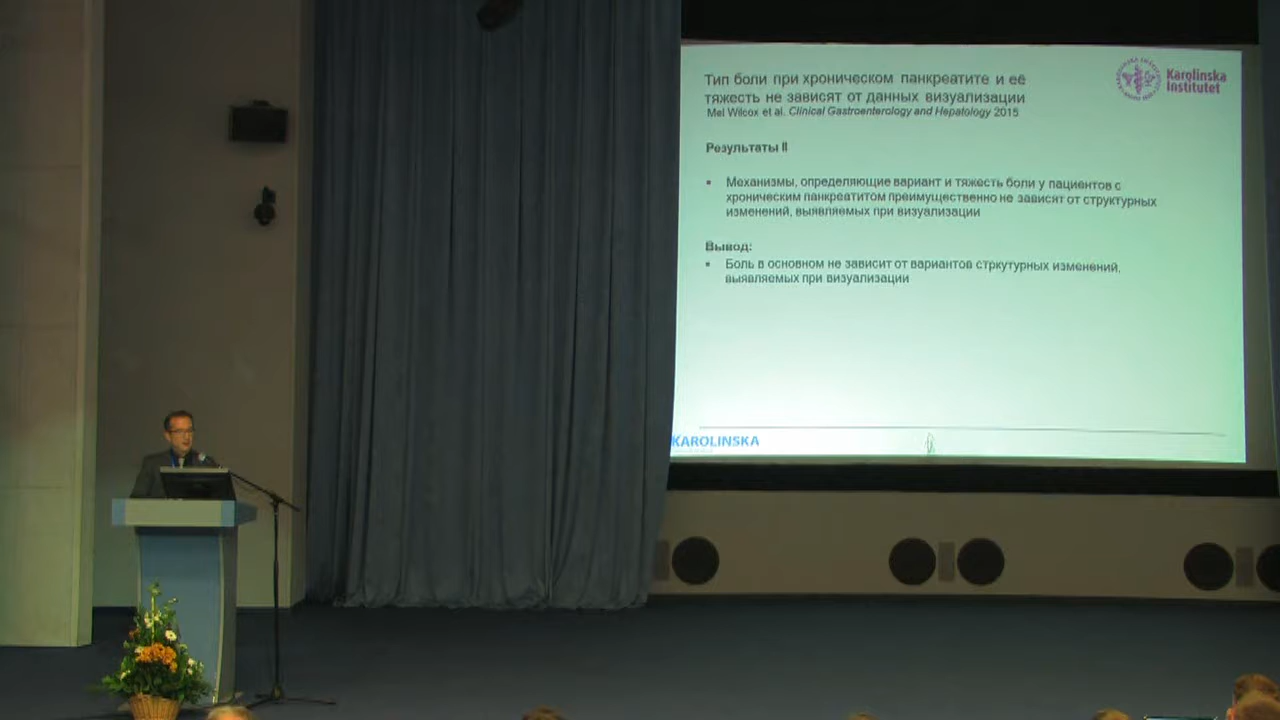 Тип боли при хроническом панкреатите и её
тяжесть не зависят от данных визуализации
Mel Wilcox et al. Clinical Gastroenterology and Hepatology 2015
Karolinska
Institutet
Результаты II
• Механизмы, определяющие вариант и тяжесть боли у пациентов с
хроническим панкреатитом преимущественно не зависят от структурных
изменений, выявляемых при визуализации
Вывод:
• Боль в основном не зависит от вариантов стркутурных изменений,
выявляемых при визуализации
KAROLINSKA